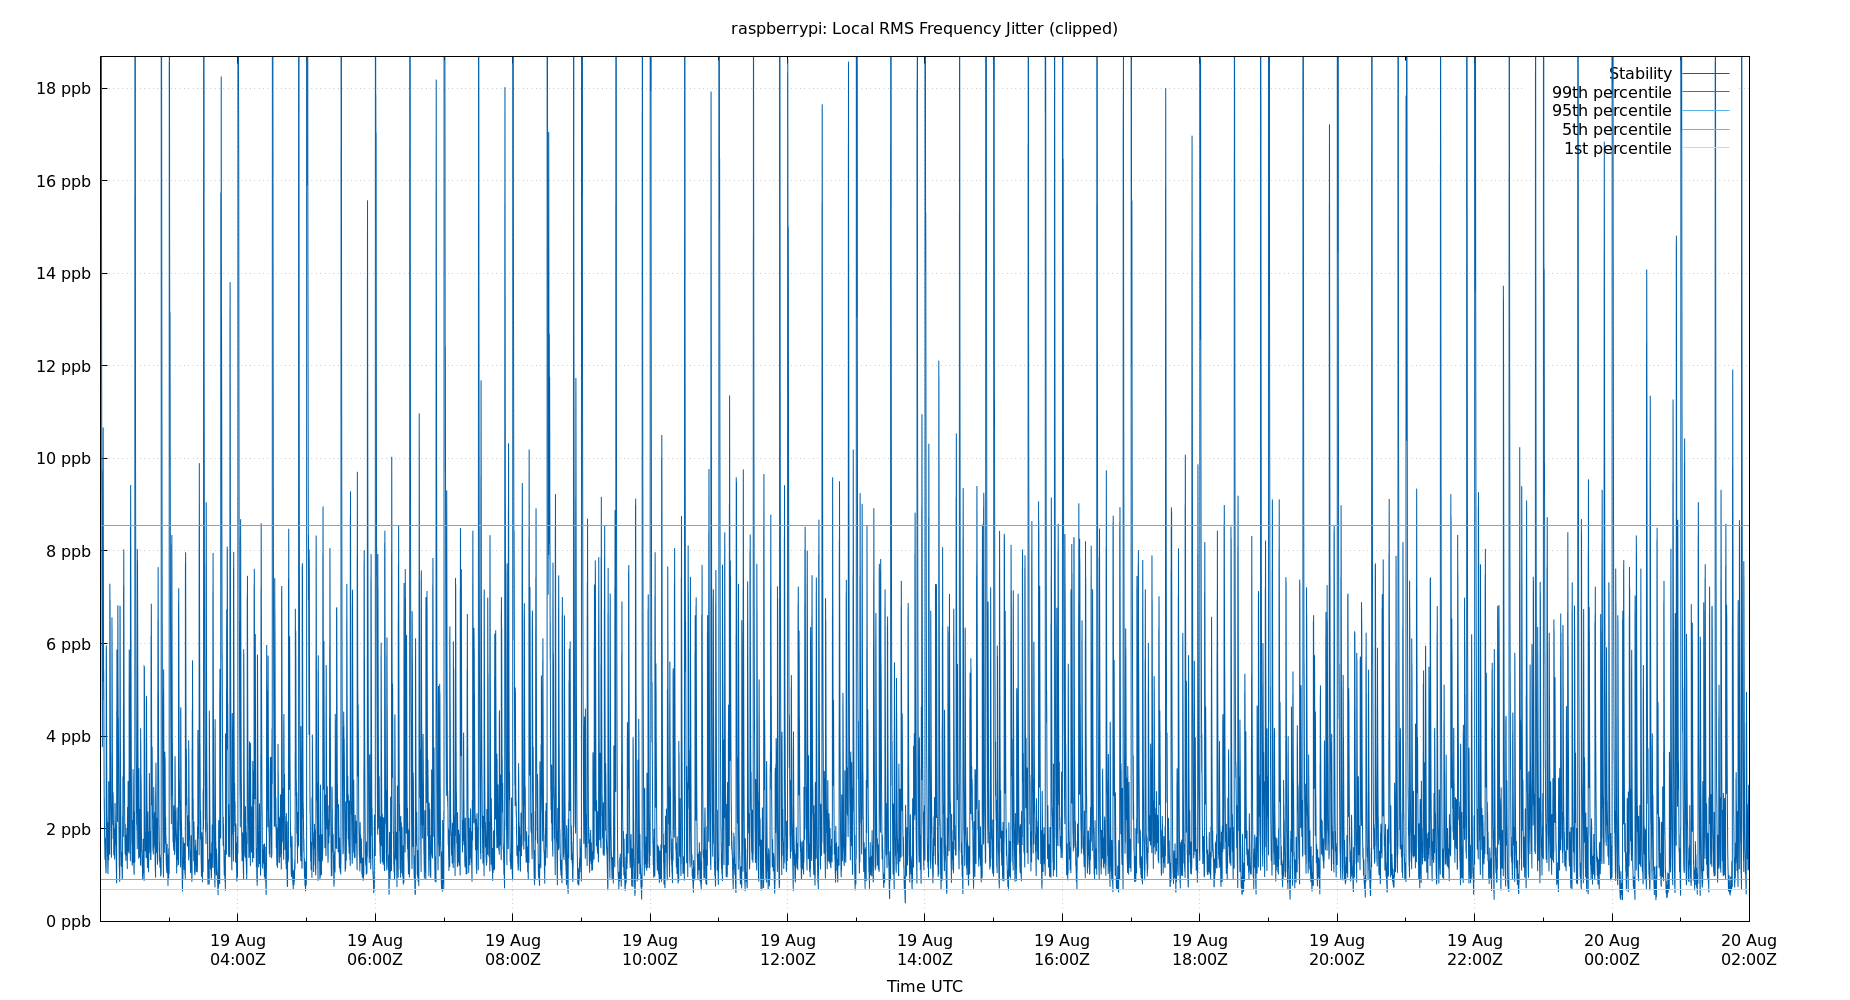 raspberrypi: Local RMS Frequency Jitter (clipped)
Stability
99th percentile
95th percentile
5th percentile
1st percentile
18 ppb
16 ppb
14 ppb
12 ppb
10 ppb
8 ppb
6 ppb
4 ppb
2 ppb
0 ppb
19 Aug 19 Aug 19 Aug 19 Aug 19 Aug 19 Aug 19 Aug 19 Aug 19 Aug 19 Aug 20 Aug 20 Aug
04:00Z 06:00Z 08:00Z 10:00Z 12:00Z 14:00Z 16:00Z 18:00Z 20:00Z 22:00Z 00:00Z 02:00Z
Time UTC